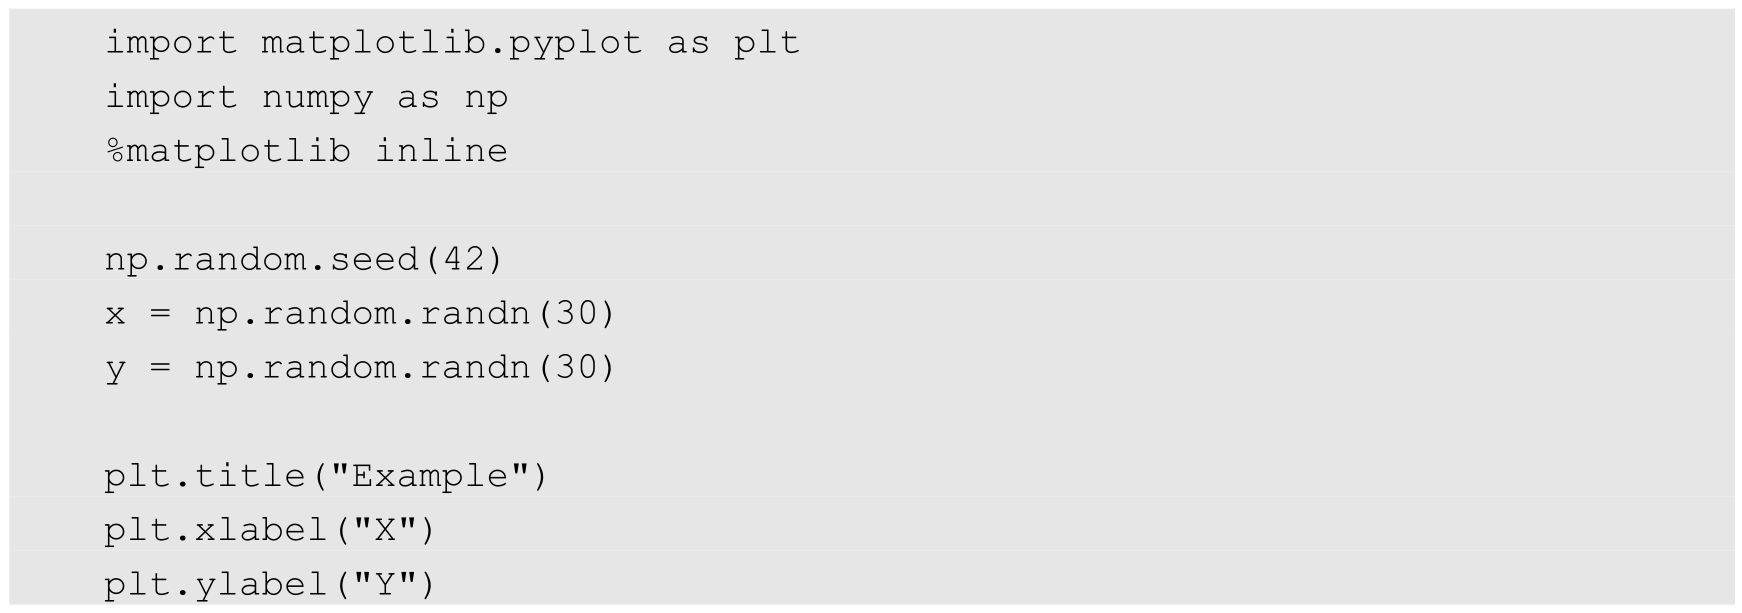 import matplotlib.pyplot as plt
import numpy as np
%matplotlib inline
np.random.seed(42)
x = np.random.randn(30)
y = np.random.randn(30)
plt.title("Example")
plt.xlabel("X")
plt.ylabel("Y")